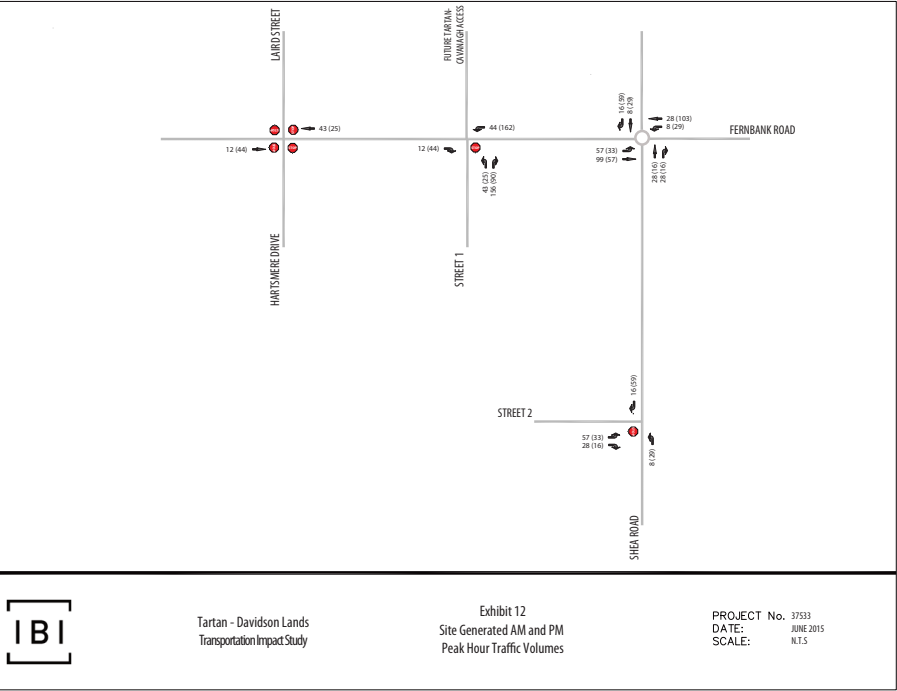 LAIRD STREET
FUTURE TARTAN-
CAVANAGH ACCESS
43 (25)
12 (44)
44 (162)
12 (44)
43 (25)
156 (90)
16 (59)
8 (29)
28 (103)
8 (29)
FERNBANK ROAD
57 (33)
99 (57)
28 (16)
28 (16)
HARTSMERE DRIVE
STREET 1
16 (59)
STREET 2
57 (33)
28 (16)
8 (29)
SHEA ROAD
IBI
Tartan - Davidson Lands
Transportation Impact Study
Exhibit 12
Site Generated AM and PM
Peak Hour Traffic Volumes
PROJECT No. 37533
DATE: JUNE 2015
SCALE: N.T.S